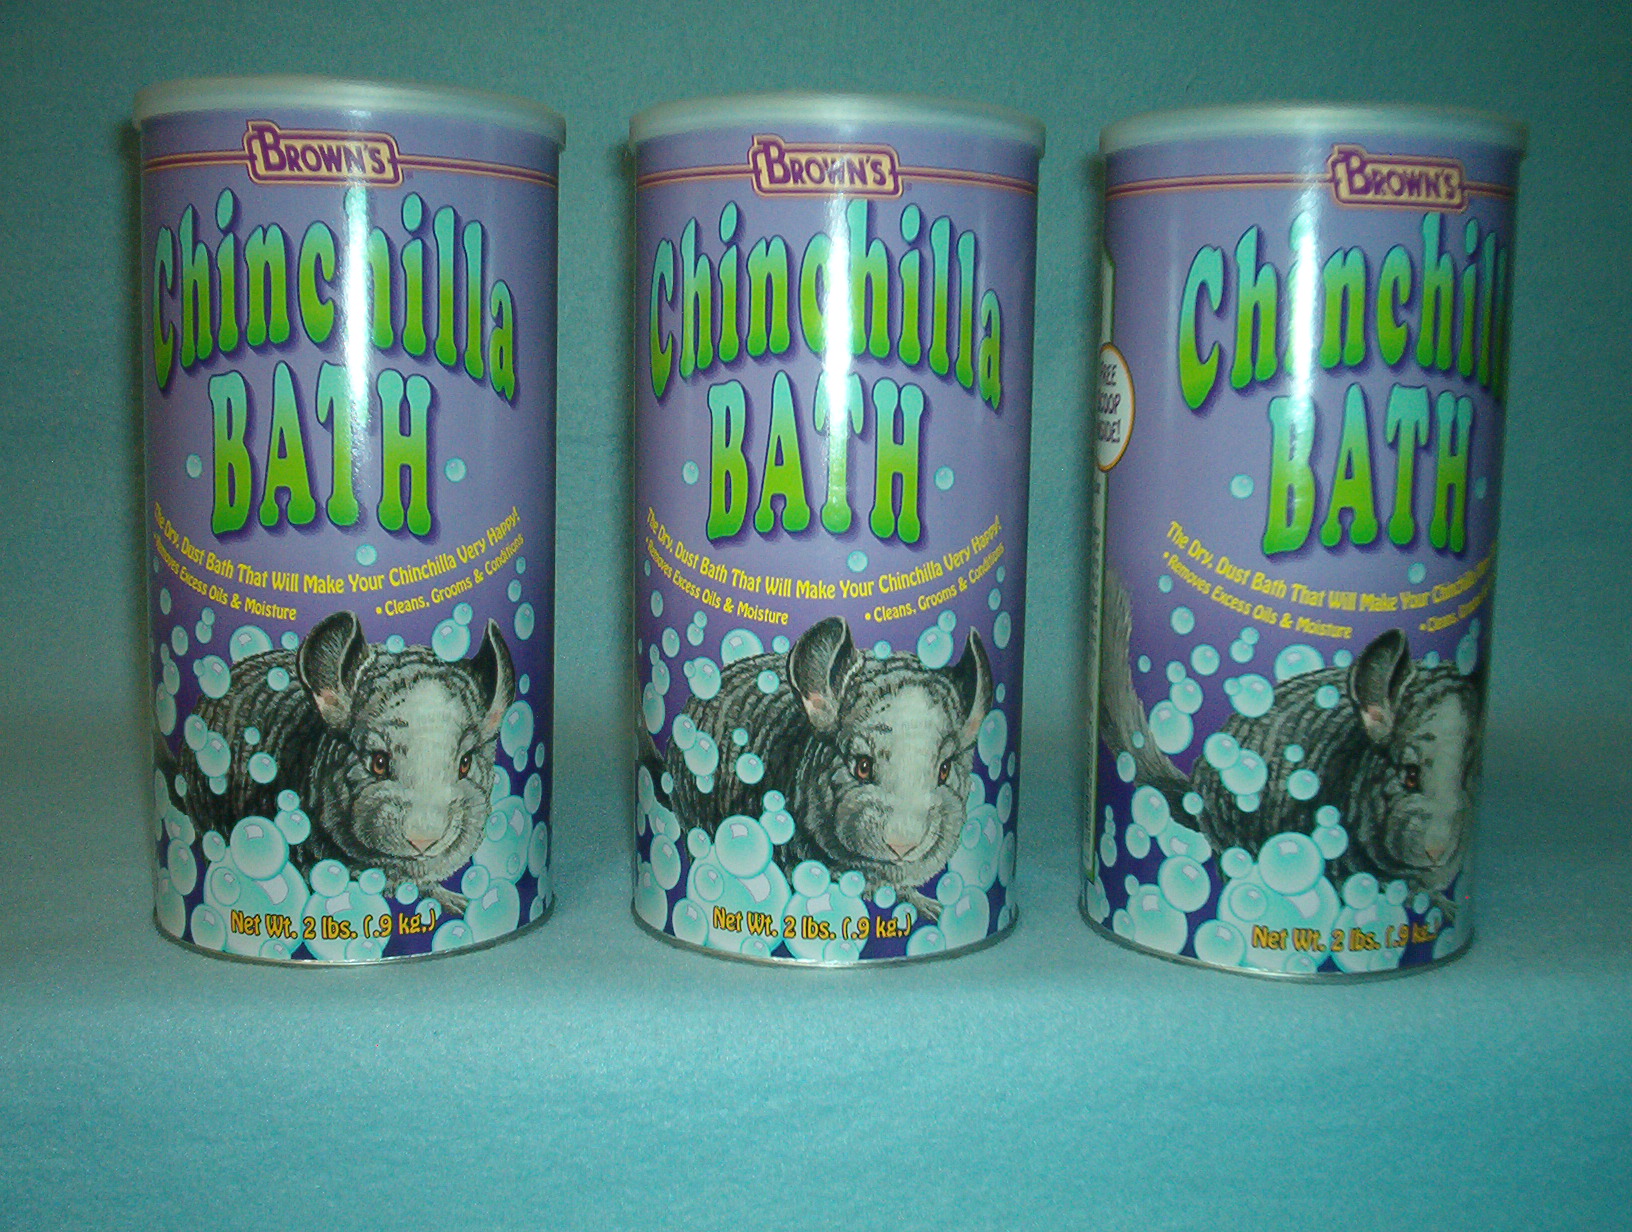 BROWN'S
Chinchilla
BATH
The Dry, Dust Bath That Will Make Your Chinchilla Very Happy!
• Removes Excess Oils & Moisture
• Cleans, Grooms & Conditions
Net Wt. 2 lbs. (.9 kg.)
BROWN'S
Chinchilla
BATH
The Dry, Dust Bath That Will Make Your Chinchilla Very Happy!
• Removes Excess Oils & Moisture
• Cleans, Grooms & Conditions
Net Wt. 2 lbs. (.9 kg.)
BROWN'S
Chinchill
BATH
FREE
SCOOP
INSIDE!
The Dry, Dust Bath That Will Make Your Chinchilla
• Removes Excess Oils & Moisture
• Cleans,
Net Wt. 2 lbs. (.9 kg.)